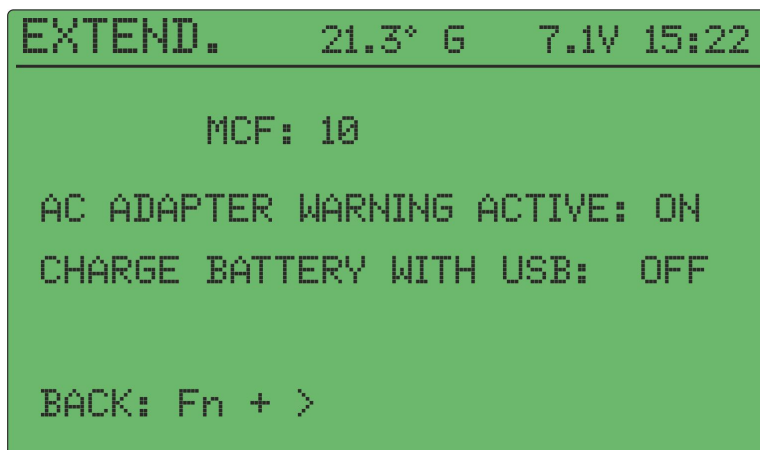 EXTEND. 21.3° G 7.1V 15:22
MCF: 10
AC ADAPTER WARNING ACTIVE: ON
CHARGE BATTERY WITH USB: OFF
BACK: Fn + >